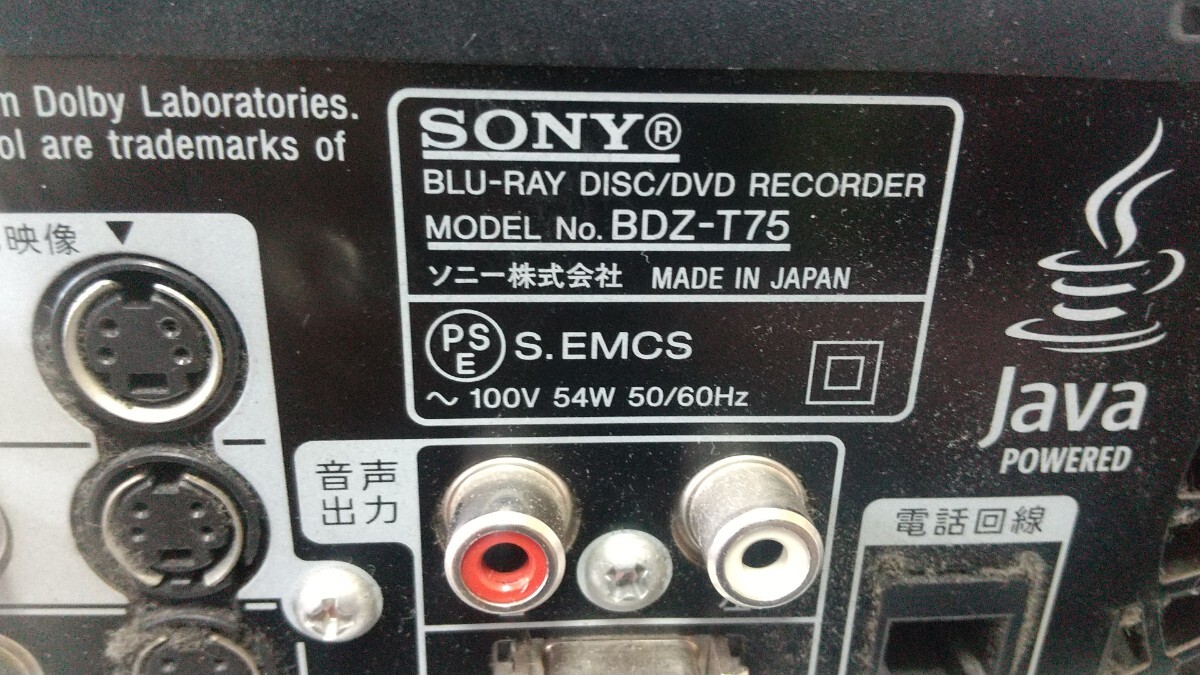 m Dolby Laboratories.
ol are trademarks of
SONY®
BLU-RAY DISC/DVD RECORDER
MODEL No. BDZ-T75
ソニー株式会社 MADE IN JAPAN
PSE S.EMCS
～ 100V 54W 50/60Hz
Java
POWERED
映像
音声
出力
電話回線